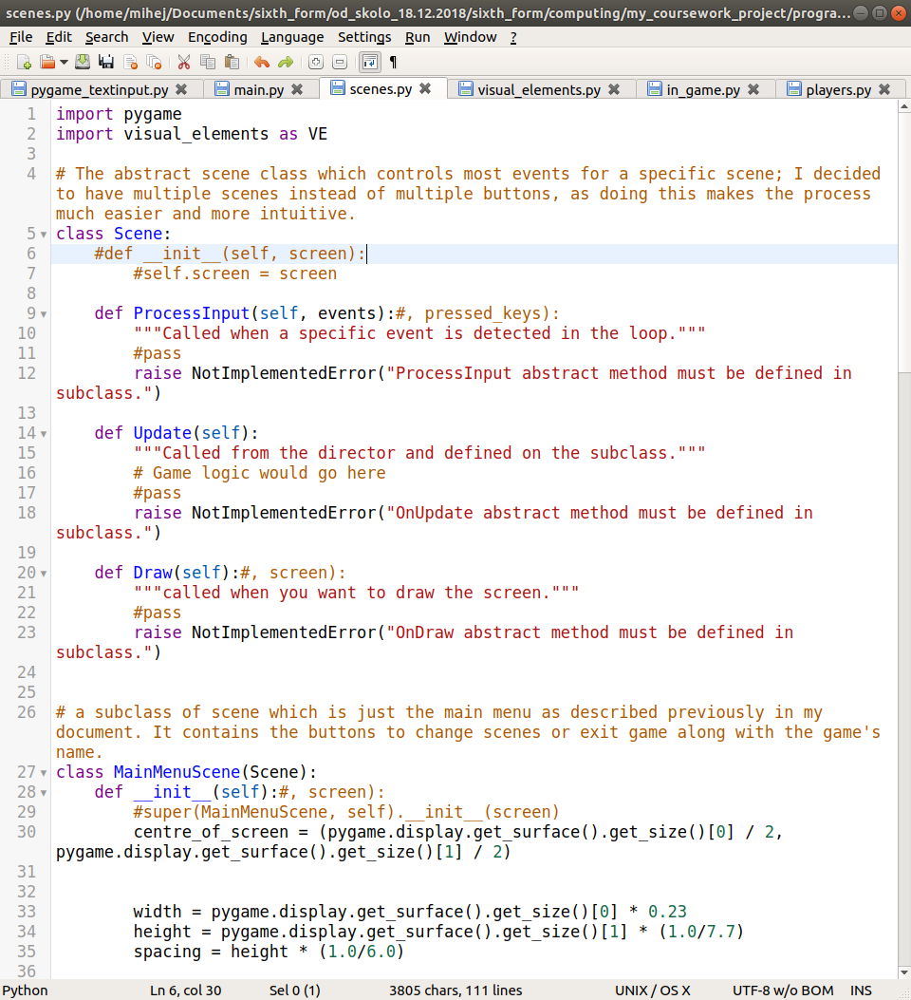 scenes.py (/home/mihej/Documents/sixth_form/od_skolo_18.12.2018/sixth_form/computing/my_coursework_project/progra...
File Edit Search View Encoding Language Settings Run Window ?
pygame_textinput.py main.py scenes.py visual_elements.py in_game.py players.py
1 import pygame
2 import visual_elements as VE
3
4 # The abstract scene class which controls most events for a specific scene; I decided
to have multiple scenes instead of multiple buttons, as doing this makes the process
much easier and more intuitive.
5 class Scene:
6     #def __init__(self, screen):
7         #self.screen = screen
8
9     def ProcessInput(self, events):#, pressed_keys):
10         """Called when a specific event is detected in the loop."""
11         #pass
12         raise NotImplementedError("ProcessInput abstract method must be defined in
subclass.")
13
14     def Update(self):
15         """Called from the director and defined on the subclass."""
16         # Game logic would go here
17         #pass
18         raise NotImplementedError("OnUpdate abstract method must be defined in
subclass.")
19
20     def Draw(self):#, screen):
21         """called when you want to draw the screen."""
22         #pass
23         raise NotImplementedError("OnDraw abstract method must be defined in
subclass.")
24
25
26 # a subclass of scene which is just the main menu as described previously in my
document. It contains the buttons to change scenes or exit game along with the game's
name.
27 class MainMenuScene(Scene):
28     def __init__(self):#, screen):
29         #super(MainMenuScene, self).__init__(screen)
30         centre_of_screen = (pygame.display.get_surface().get_size()[0] / 2,
pygame.display.get_surface().get_size()[1] / 2)
31
32
33         width = pygame.display.get_surface().get_size()[0] * 0.23
34         height = pygame.display.get_surface().get_size()[1] * (1.0/7.7)
35         spacing = height * (1.0/6.0)
36
Python Ln 6, col 30 Sel 0 (1) 3805 chars, 111 lines UNIX / OS X UTF-8 w/o BOM INS